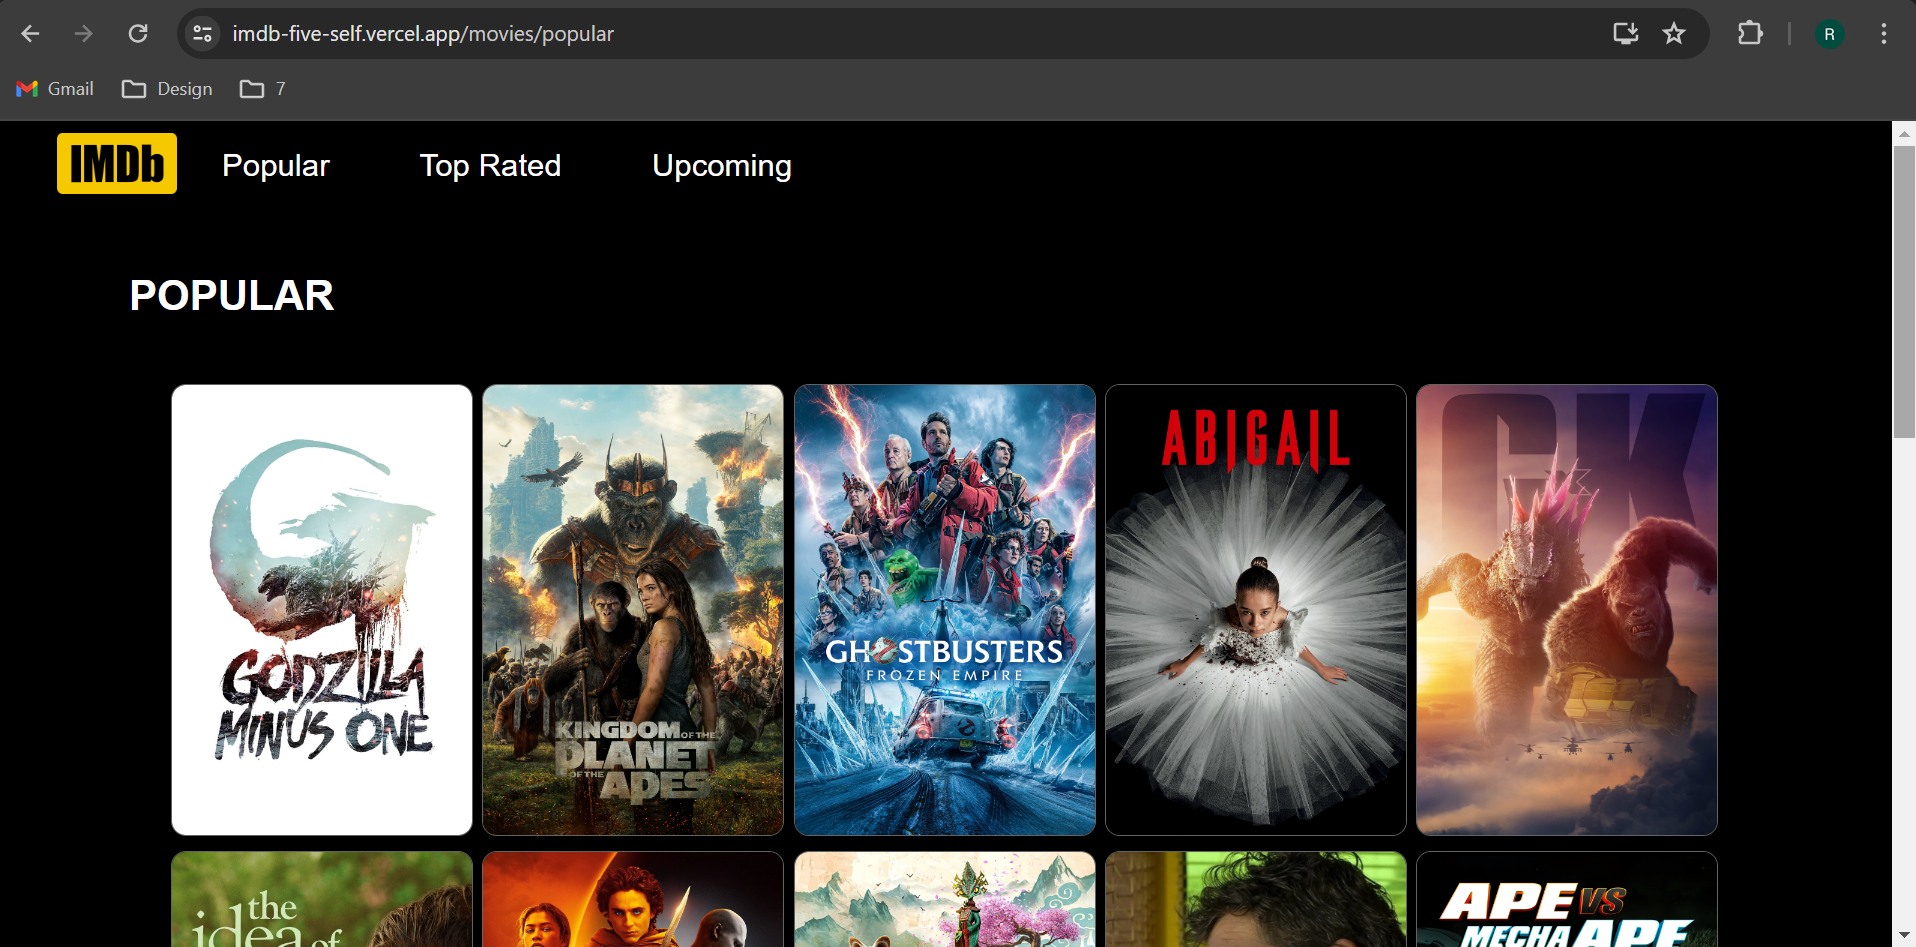 imdb-five-self.vercel.app/movies/popular
R
Gmail
Design
7
IMDb
Popular
Top Rated
Upcoming
POPULAR
GODZILLA
MINUS ONE
KINGDOM OF THE
PLANET
OF THE APES
GHOSTBUSTERS
FROZEN EMPIRE
ABIGAIL
GK
the
idea of
APE VS
MECHA APE